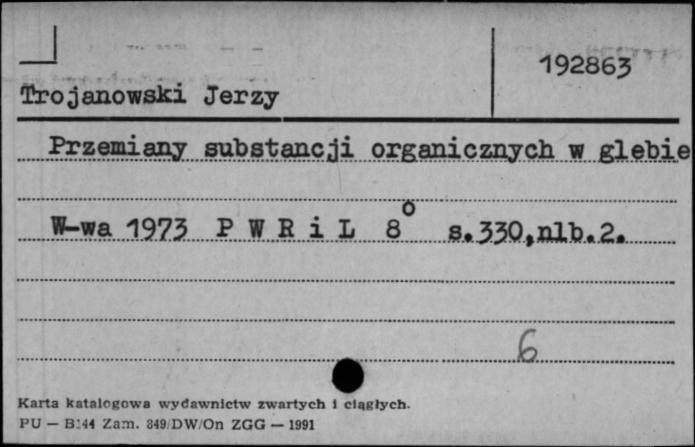 192863
Trojanowski Jerzy
Przemiany substancji organicznych w glebie
W-wa 1973 P W R i L 8° s.330,nlb.2.
6
Karta katalogowa wydawnictw zwartych i ciągłych.
PU — B144 Zam. 349/DW/On ZGG — 1991